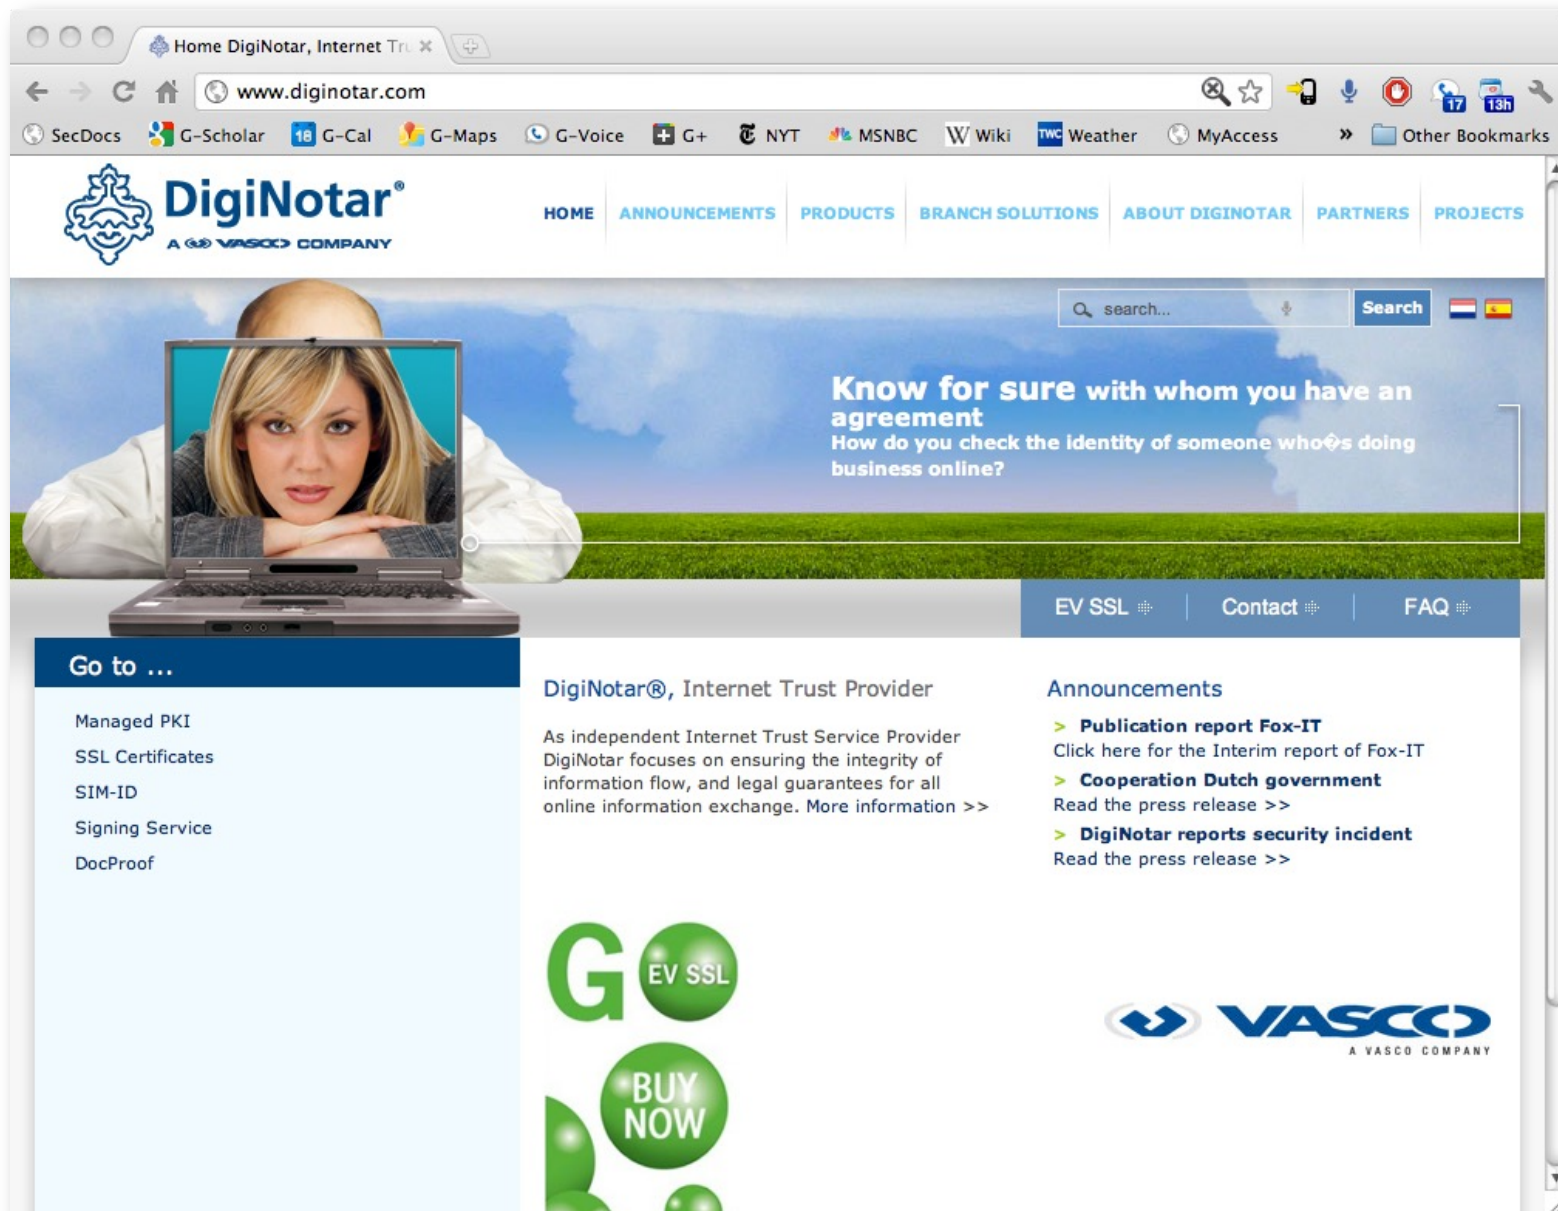 Home DigiNotar, Internet Tru
www.diginotar.com
17
13h
SecDocs
G-Scholar
18 G-Cal
G-Maps
G-Voice
G+
NYT
MSNBC
W Wiki
TWC Weather
MyAccess
»
Other Bookmarks
DigiNotar®
A VASCO COMPANY
HOME
ANNOUNCEMENTS
PRODUCTS
BRANCH SOLUTIONS
ABOUT DIGINOTAR
PARTNERS
PROJECTS
search...
Search
Know for sure with whom you have an
agreement
How do you check the identity of someone who�s doing
business online?
EV SSL
Contact
FAQ
Go to ...
Managed PKI
SSL Certificates
SIM-ID
Signing Service
DocProof
DigiNotar®, Internet Trust Provider
As independent Internet Trust Service Provider
DigiNotar focuses on ensuring the integrity of
information flow, and legal guarantees for all
online information exchange. More information >>
Announcements
> Publication report Fox-IT
Click here for the Interim report of Fox-IT
> Cooperation Dutch government
Read the press release >>
> DigiNotar reports security incident
Read the press release >>
GO
EV SSL
BUY
NOW
VASCO
A VASCO COMPANY